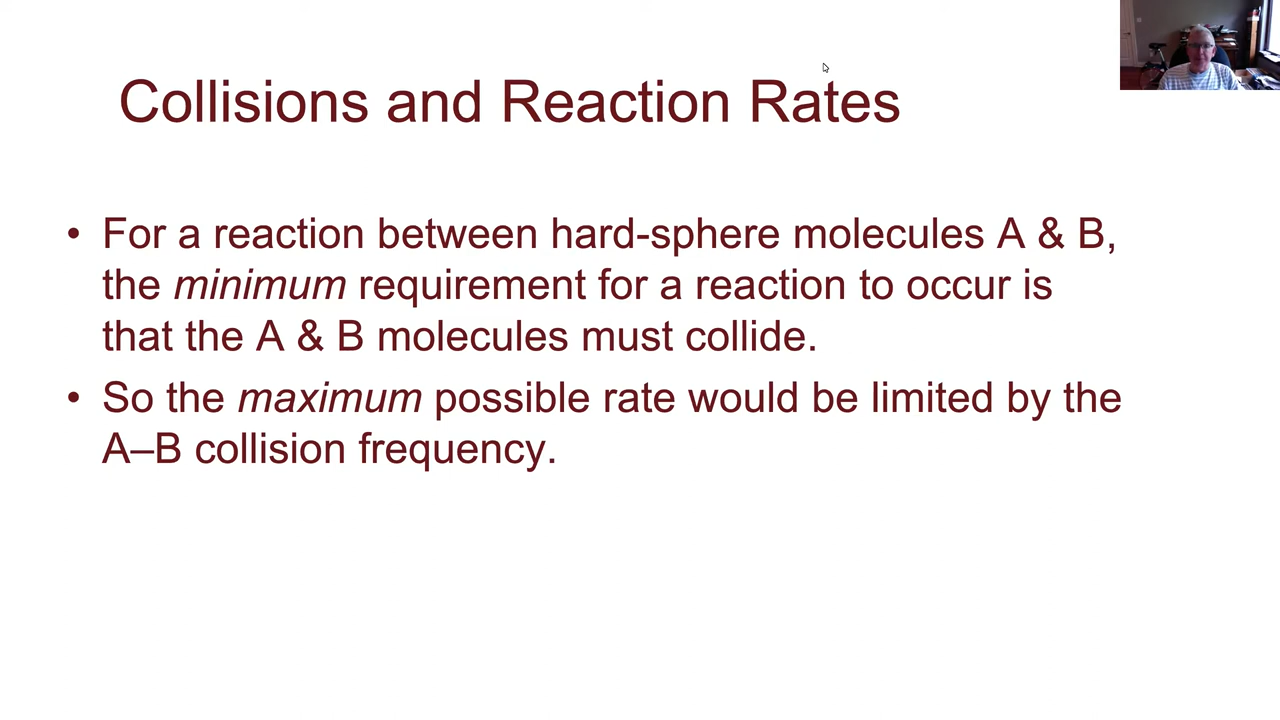 Collisions and Reaction Rates
• For a reaction between hard-sphere molecules A & B,
the minimum requirement for a reaction to occur is
that the A & B molecules must collide.
• So the maximum possible rate would be limited by the
A–B collision frequency.